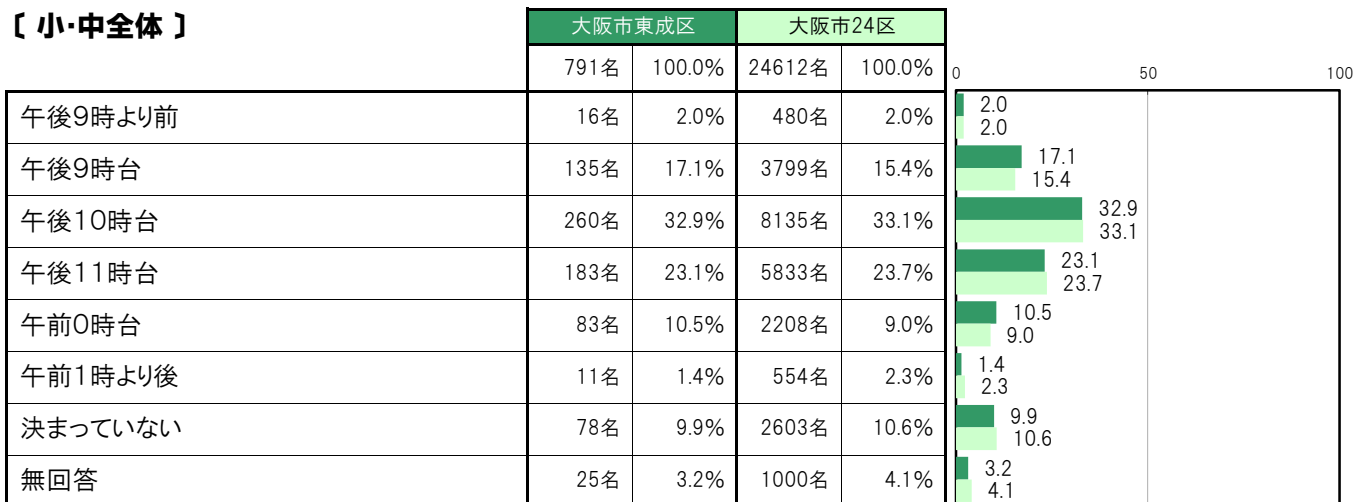 〔 小・中全体 〕
大阪市東成区 大阪市24区
791名 100.0% 24612名 100.0% 0 50 100
午後9時より前 16名 2.0% 480名 2.0% 2.0
2.0
午後9時台 135名 17.1% 3799名 15.4% 17.1
15.4
午後10時台 260名 32.9% 8135名 33.1% 32.9
33.1
午後11時台 183名 23.1% 5833名 23.7% 23.1
23.7
午前0時台 83名 10.5% 2208名 9.0% 10.5
9.0
午前1時より後 11名 1.4% 554名 2.3% 1.4
2.3
決まっていない 78名 9.9% 2603名 10.6% 9.9
10.6
無回答 25名 3.2% 1000名 4.1% 3.2
4.1